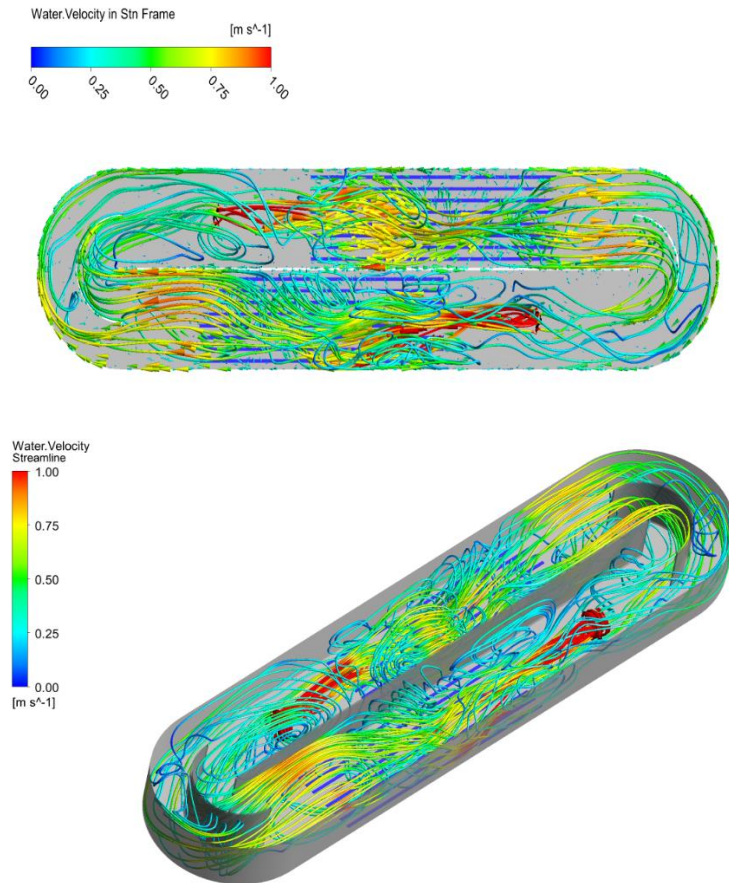 Water.Velocity in Stn Frame
[m s^-1]
0.00 0.25 0.50 0.75 1.00
Water.Velocity
Streamline
1.00
0.75
0.50
0.25
0.00
[m s^-1]